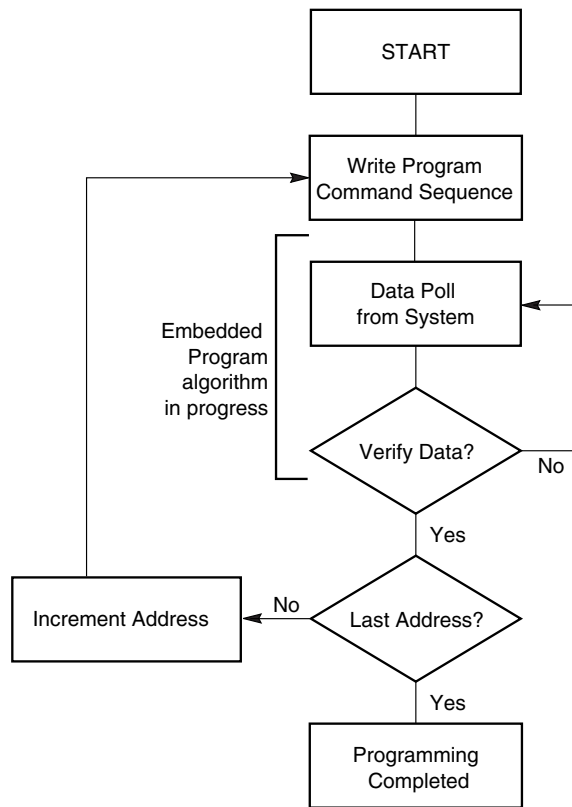 START
Write Program
Command Sequence
Data Poll
from System
Embedded
Program
algorithm
in progress
Verify Data?
No
Yes
Last Address?
No
Increment Address
Yes
Programming
Completed